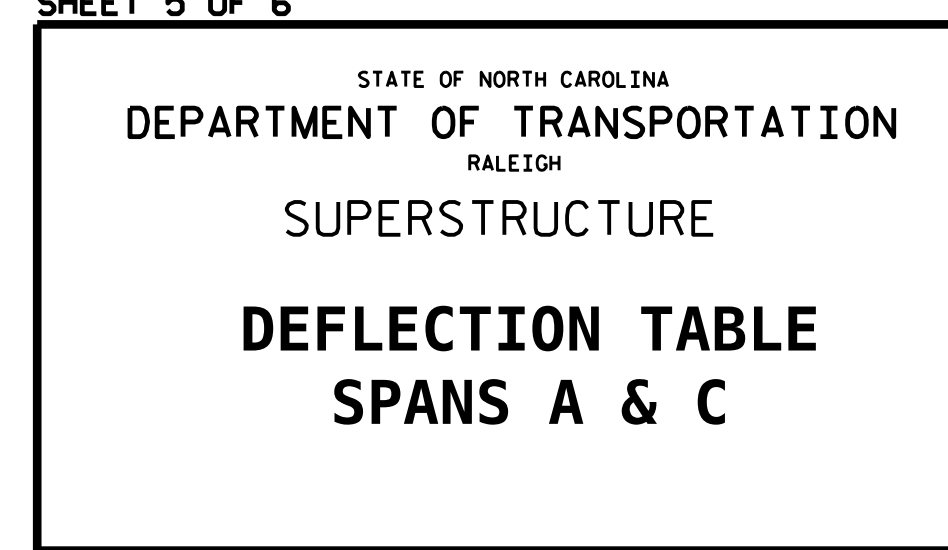 SHEET 5 OF 6
STATE OF NORTH CAROLINA
DEPARTMENT OF TRANSPORTATION
RALEIGH
SUPERSTRUCTURE
DEFLECTION TABLE
SPANS A & C